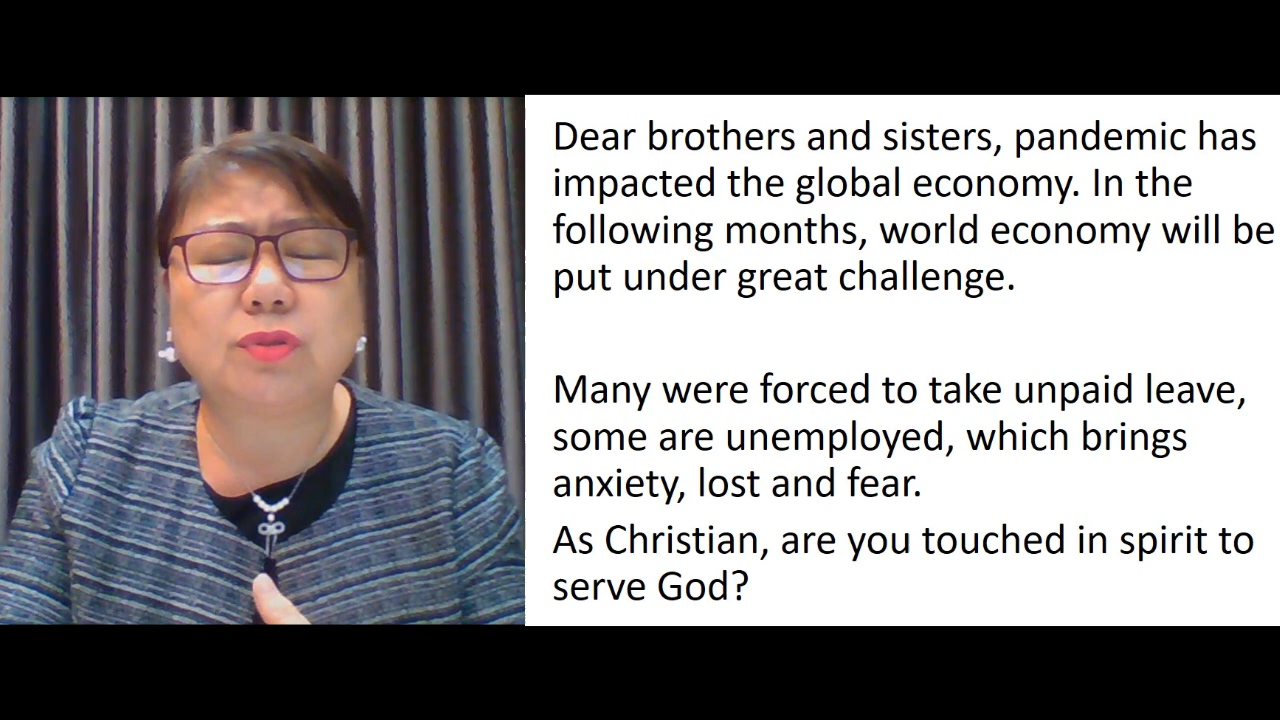 Dear brothers and sisters, pandemic has
impacted the global economy. In the
following months, world economy will be
put under great challenge.
Many were forced to take unpaid leave,
some are unemployed, which brings
anxiety, lost and fear.
As Christian, are you touched in spirit to
serve God?